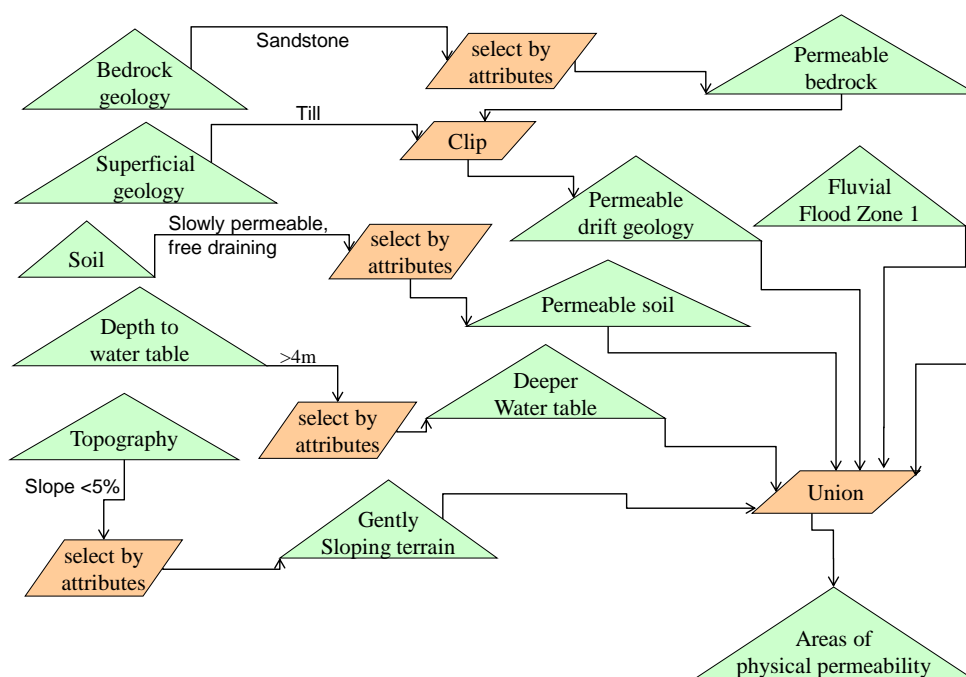 Sandstone
select by
attributes
Bedrock
geology
Permeable
bedrock
Till
Clip
Superficial
geology
Permeable
drift geology
Fluvial
Flood Zone 1
Slowly permeable,
free draining
Soil
select by
attributes
Permeable soil
Depth to
water table
>4m
select by
attributes
Deeper
Water table
Topography
Slope <5%
select by
attributes
Gently
Sloping terrain
Union
Areas of
physical permeability